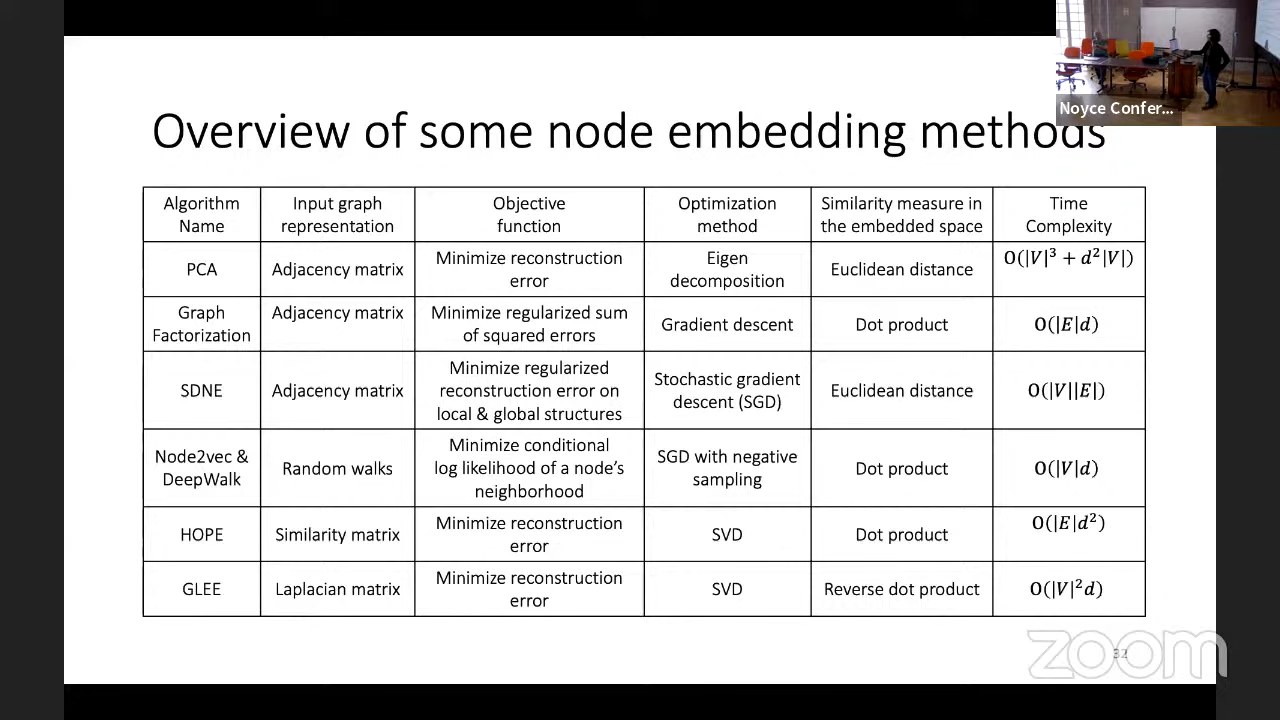 Noyce Confer...
Overview of some node embedding methods
Algorithm Name
Input graph representation
Objective function
Optimization method
Similarity measure in the embedded space
Time Complexity
PCA
Adjacency matrix
Minimize reconstruction error
Eigen decomposition
Euclidean distance
O(|V|³ + d²|V|)
Graph Factorization
Adjacency matrix
Minimize regularized sum of squared errors
Gradient descent
Dot product
O(|E|d)
SDNE
Adjacency matrix
Minimize regularized reconstruction error on local & global structures
Stochastic gradient descent (SGD)
Euclidean distance
O(|V||E|)
Node2vec & DeepWalk
Random walks
Minimize conditional log likelihood of a node's neighborhood
SGD with negative sampling
Dot product
O(|V|d)
HOPE
Similarity matrix
Minimize reconstruction error
SVD
Dot product
O(|E|d²)
GLEE
Laplacian matrix
Minimize reconstruction error
SVD
Reverse dot product
O(|V|²d)
32
zoom